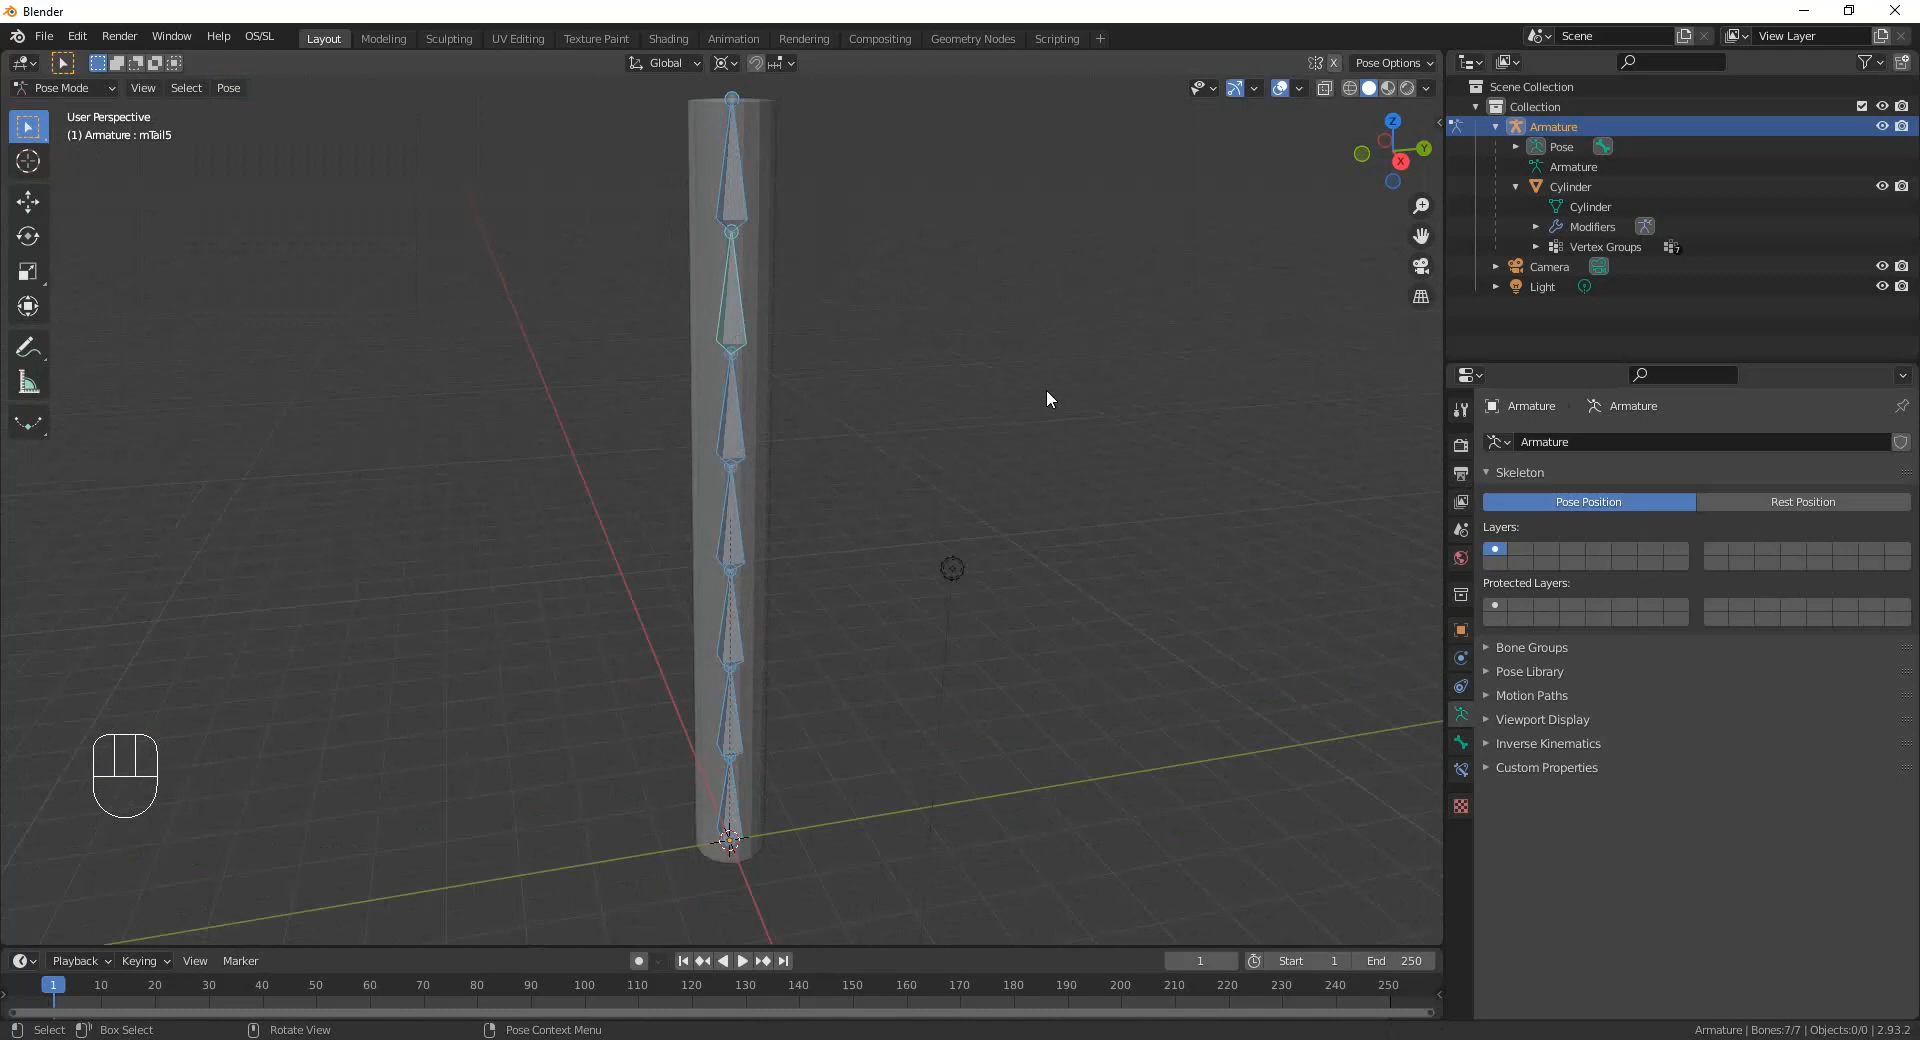 Blender
File Edit Render Window Help OS/SL Layout Modeling Sculpting UV Editing Texture Paint Shading Animation Rendering Compositing Geometry Nodes Scripting + Scene View Layer
Global X Pose Options
Pose Mode View Select Pose
User Perspective
(1) Armature : mTail5
Z
Y
X
Scene Collection
Collection
Armature
Pose
Armature
Cylinder
Cylinder
Modifiers
Vertex Groups 7
Camera
Light
Armature Armature
Armature
Skeleton
Pose Position Rest Position
Layers:
Protected Layers:
Bone Groups
Pose Library
Motion Paths
Viewport Display
Inverse Kinematics
Custom Properties
Playback Keying View Marker 1 Start 1 End 250
1 10 20 30 40 50 60 70 80 90 100 110 120 130 140 150 160 170 180 190 200 210 220 230 240 250
Select Box Select Rotate View Pose Context Menu Armature | Bones:7/7 | Objects:0/0 | 2.93.2